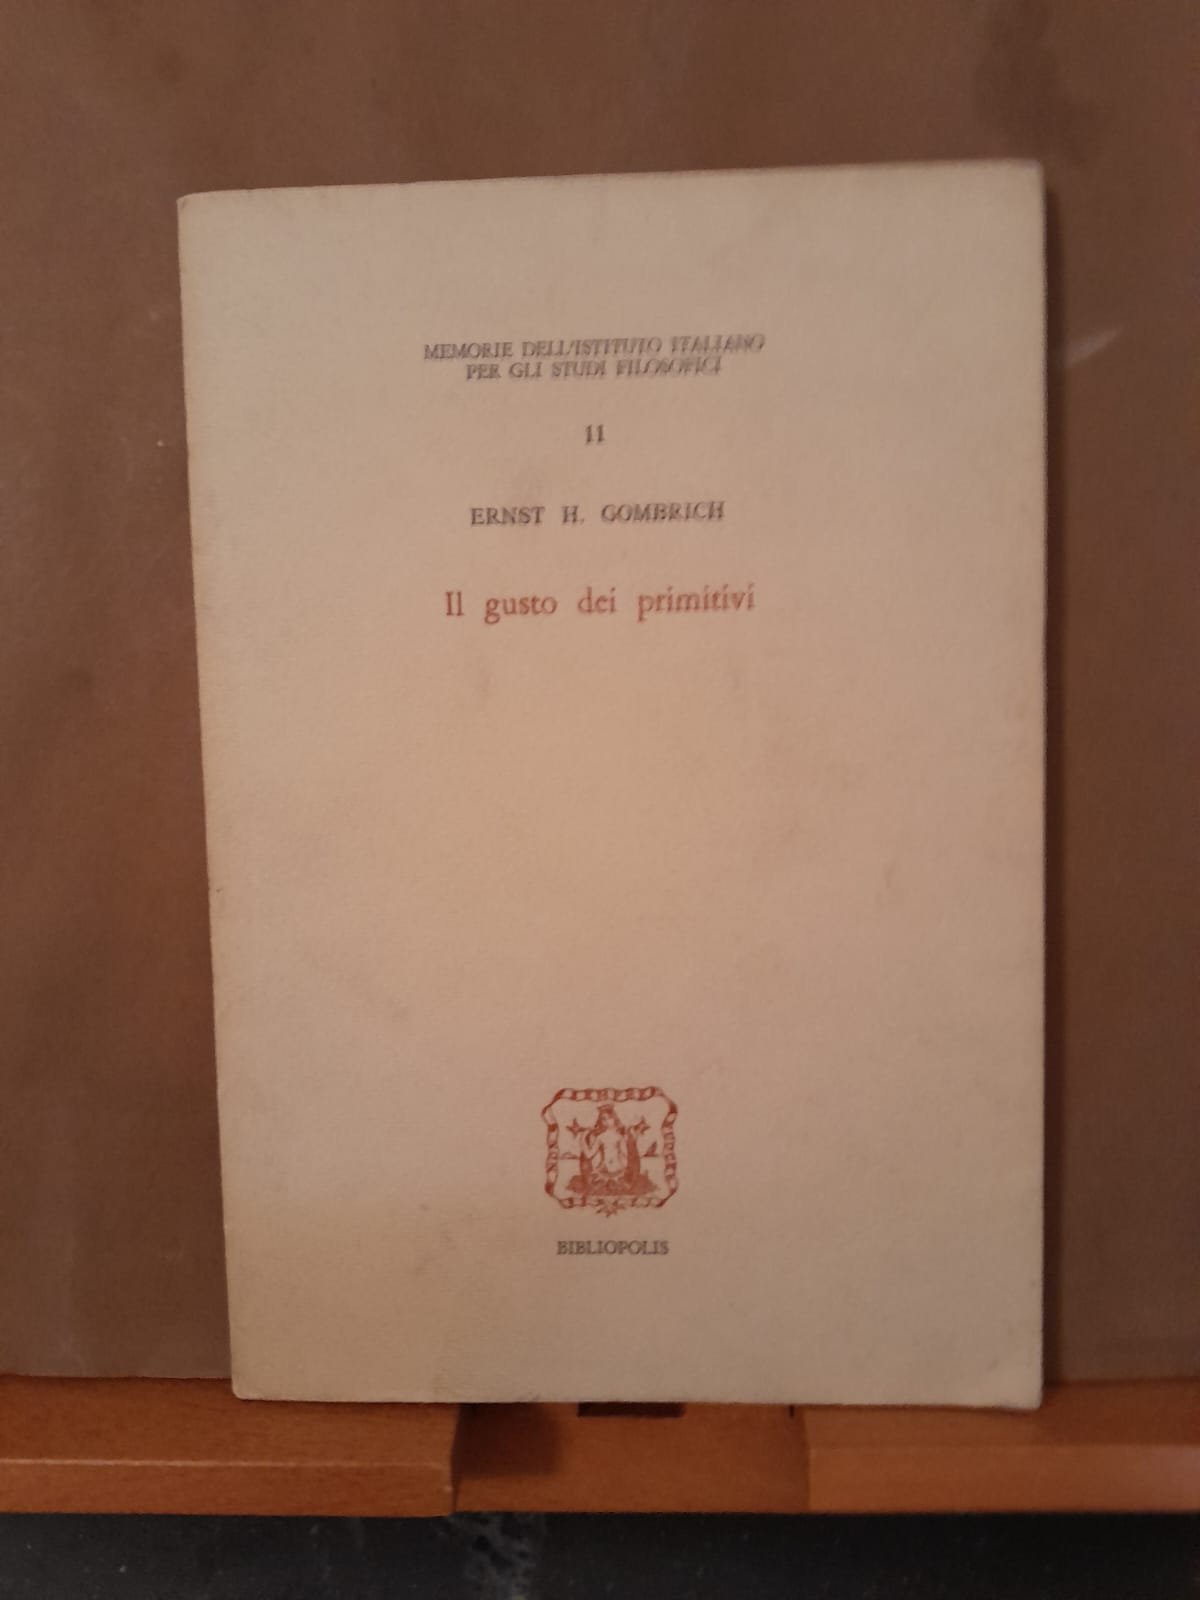 MEMORIE DELL'ISTITUTO ITALIANO
PER GLI STUDI FILOSOFICI
11
ERNST H. GOMBRICH
Il gusto dei primitivi
BIBLIOPOLIS